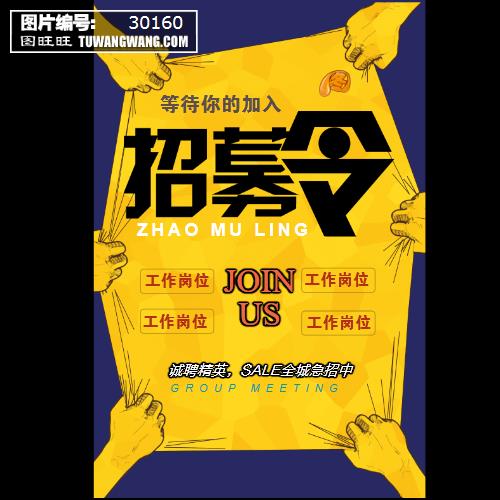 图片编号: 30160
图旺旺 TUWANGWANG.COM
等待你的加入
招募令
ZHAO MU LING
工作岗位 JOIN 工作岗位
工作岗位 US 工作岗位
诚聘精英，SALE全城急招中
GROUP MEETING